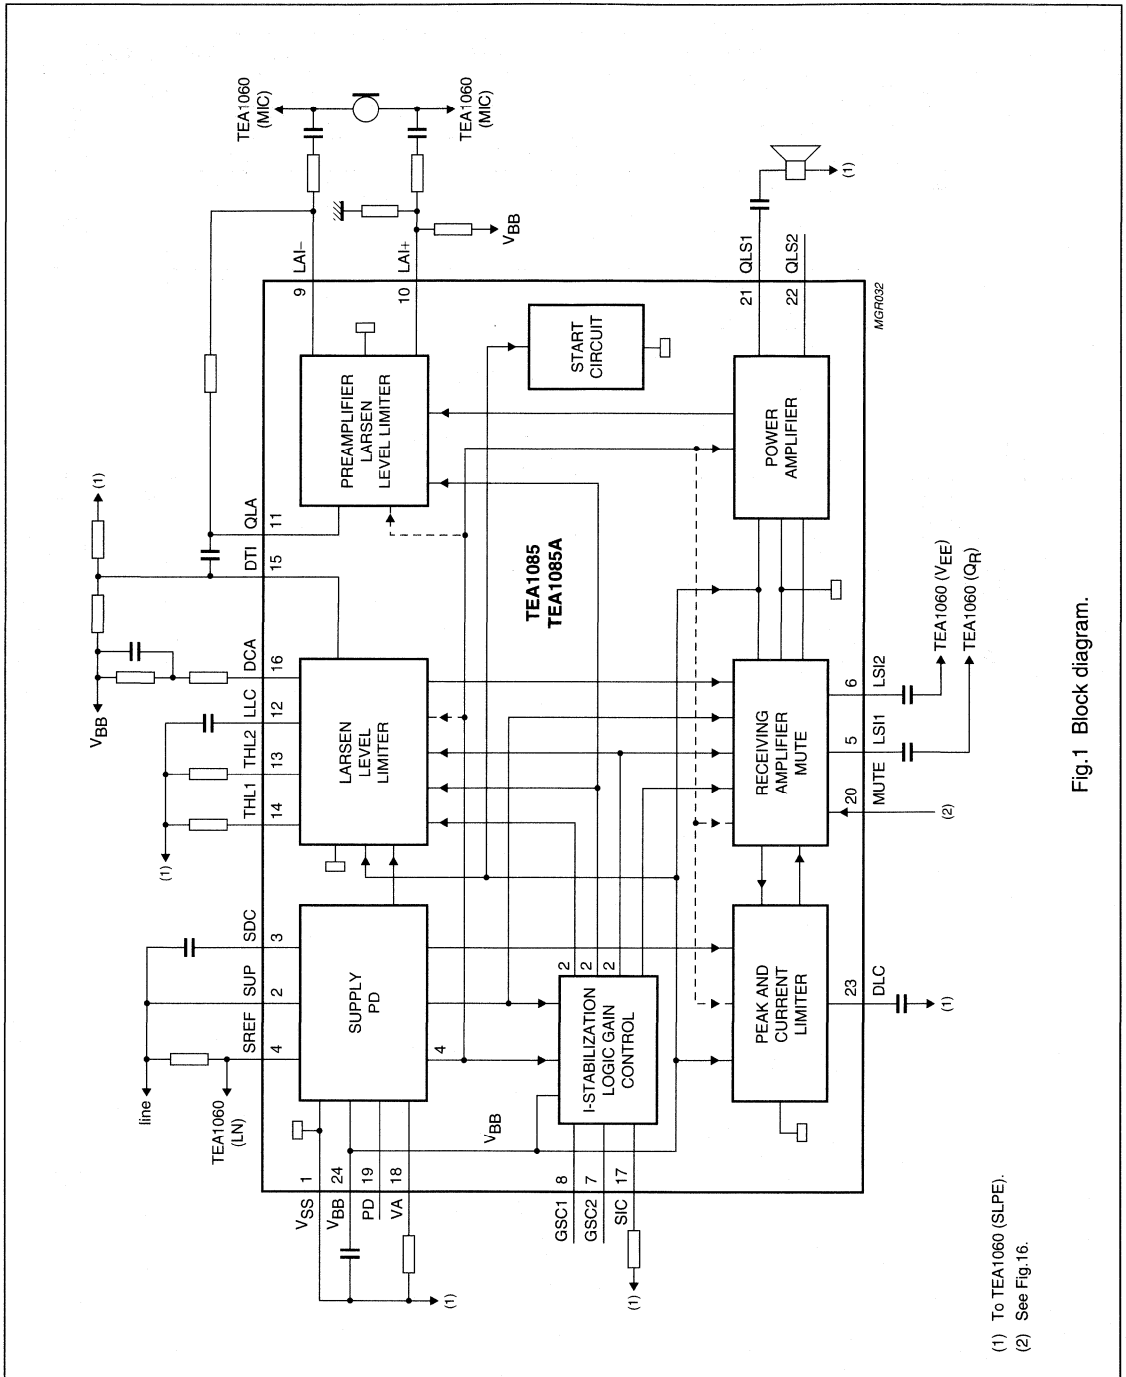 TEA1060
(MIC)
TEA1060
(MIC)
LAI−
9
LAI+
10
VBB
QLS1
21
QLS2
22
(1)
MGR032
START
CIRCUIT
PREAMPLIFIER
LARSEN
LEVEL LIMITER
POWER
AMPLIFIER
(1)
QLA
11
DTI
15
TEA1085
TEA1085A
VBB
DCA
16
LLC
12
THL2
13
THL1
14
(1)
LARSEN
LEVEL
LIMITER
RECEIVING
AMPLIFIER
MUTE
6
LSI2
5
LSI1
20
MUTE
(2)
TEA1060 (VEE)
TEA1060 (QR)
SDC
3
SUP
2
SREF
4
line
TEA1060
(LN)
SUPPLY
PD
4
2
2
2
I-STABILIZATION
LOGIC GAIN
CONTROL
PEAK AND
CURRENT
LIMITER
23
DLC
(1)
VBB
VSS
1
VBB
24
PD
19
VA
18
(1)
GSC1
8
GSC2
7
SIC
17
(1)
(1) To TEA1060 (SLPE).
(2) See Fig.16.
Fig.1 Block diagram.